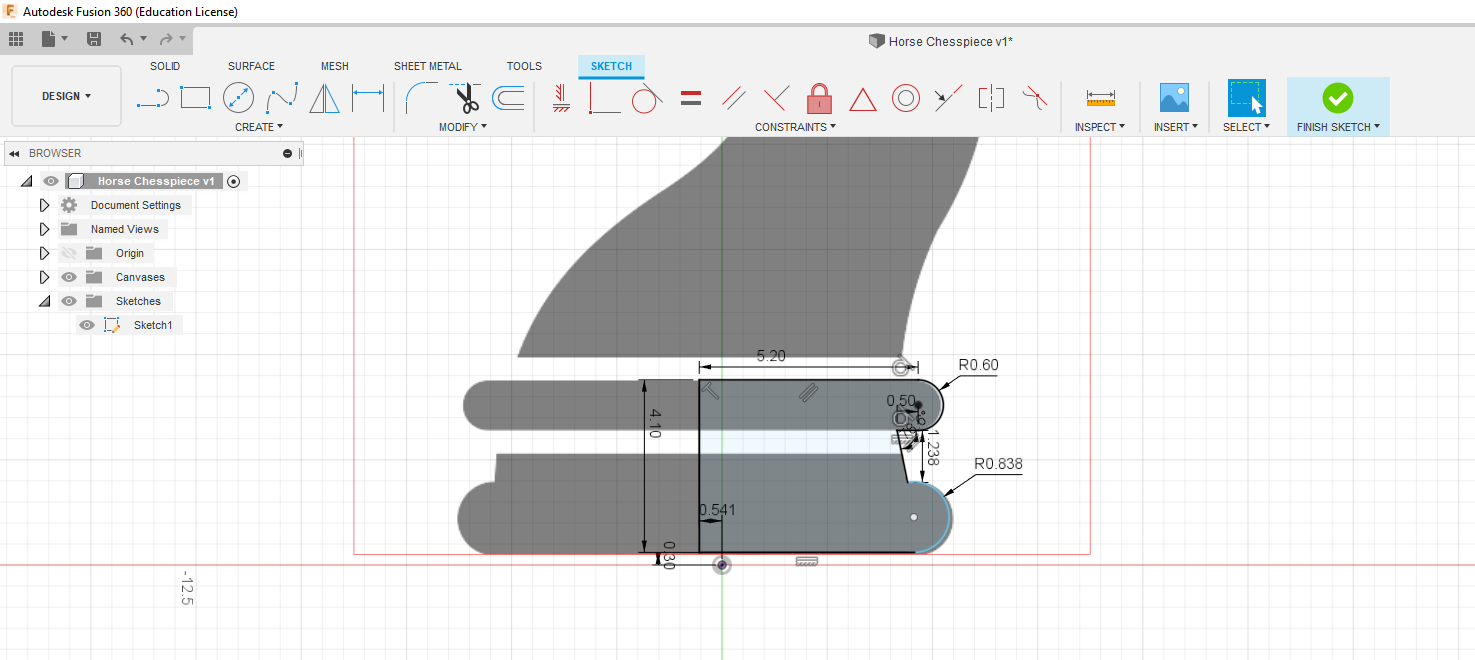 Autodesk Fusion 360 (Education License)
Horse Chesspiece v1*
SOLID SURFACE MESH SHEET METAL TOOLS SKETCH
DESIGN
CREATE MODIFY CONSTRAINTS INSPECT INSERT SELECT FINISH SKETCH
BROWSER
Horse Chesspiece v1
Document Settings
Named Views
Origin
Canvases
Sketches
Sketch1
5.20
R0.60
0.50
4.10
1.238
R0.838
0.541
0.30
-12.5